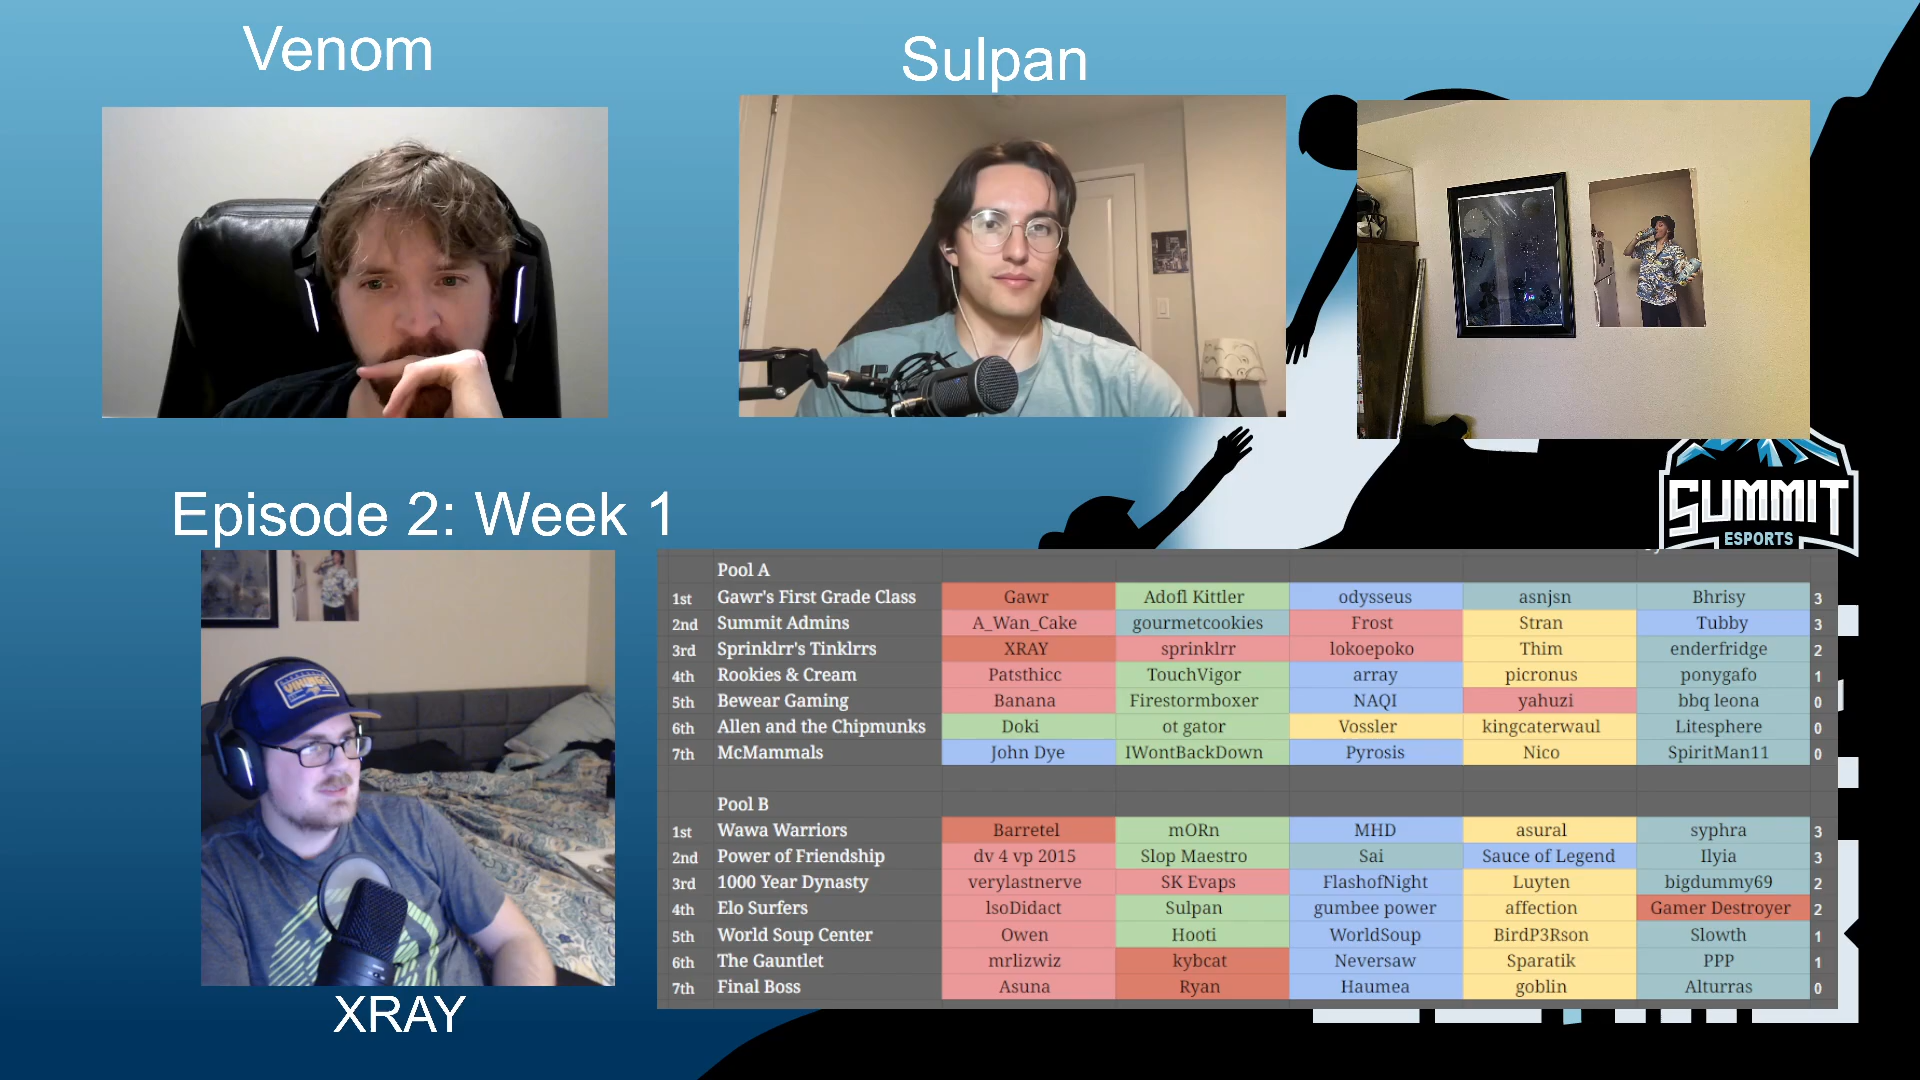 Venom
Sulpan
VIKINGS
SUMMIT
ESPORTS
Episode 2: Week 1
XRAY
Pool A
1st Gawr's First Grade Class Gawr Adofl Kittler odysseus asnjsn Bhrisy 3
2nd Summit Admins A_Wan_Cake gourmetcookies Frost Stran Tubby 3
3rd Sprinklrr's Tinklrrs XRAY sprinklrr lokoepoko Thim enderfridge 2
4th Rookies & Cream Patsthicc TouchVigor array picronus ponygafo 1
5th Bewear Gaming Banana Firestormboxer NAQI yahuzi bbq leona 0
6th Allen and the Chipmunks Doki ot gator Vossler kingcaterwaul Litesphere 0
7th McMammals John Dye IWontBackDown Pyrosis Nico SpiritMan11 0
Pool B
1st Wawa Warriors Barretel mORn MHD asural syphra 3
2nd Power of Friendship dv 4 vp 2015 Slop Maestro Sai Sauce of Legend Ilyia 3
3rd 1000 Year Dynasty verylastnerve SK Evaps FlashofNight Luyten bigdummy69 2
4th Elo Surfers lsoDidact Sulpan gumbee power affection Gamer Destroyer 2
5th World Soup Center Owen Hooti WorldSoup BirdP3Rson Slowth 1
6th The Gauntlet mrlizwiz kybcat Neversaw Sparatik PPP 1
7th Final Boss Asuna Ryan Haumea goblin Alturras 0